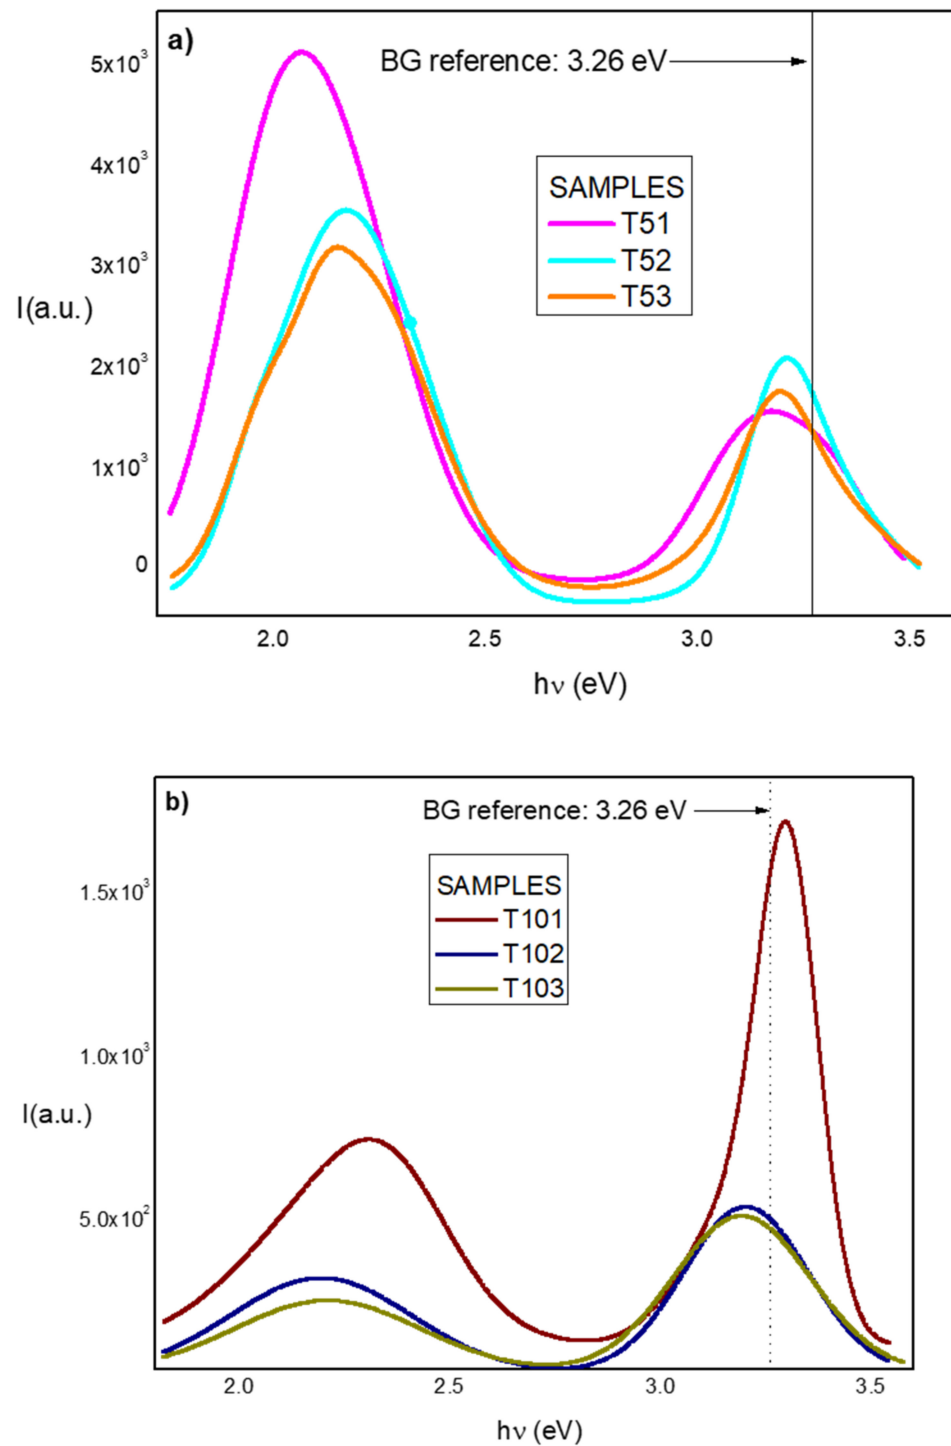 a)
BG reference: 3.26 eV
5x10³
4x10³
3x10³
2x10³
1x10³
0
I(a.u.)
SAMPLES
T51
T52
T53
2.0 2.5 3.0 3.5
hν (eV)
b)
BG reference: 3.26 eV
1.5x10³
1.0x10³
5.0x10²
I(a.u.)
SAMPLES
T101
T102
T103
2.0 2.5 3.0 3.5
hν (eV)